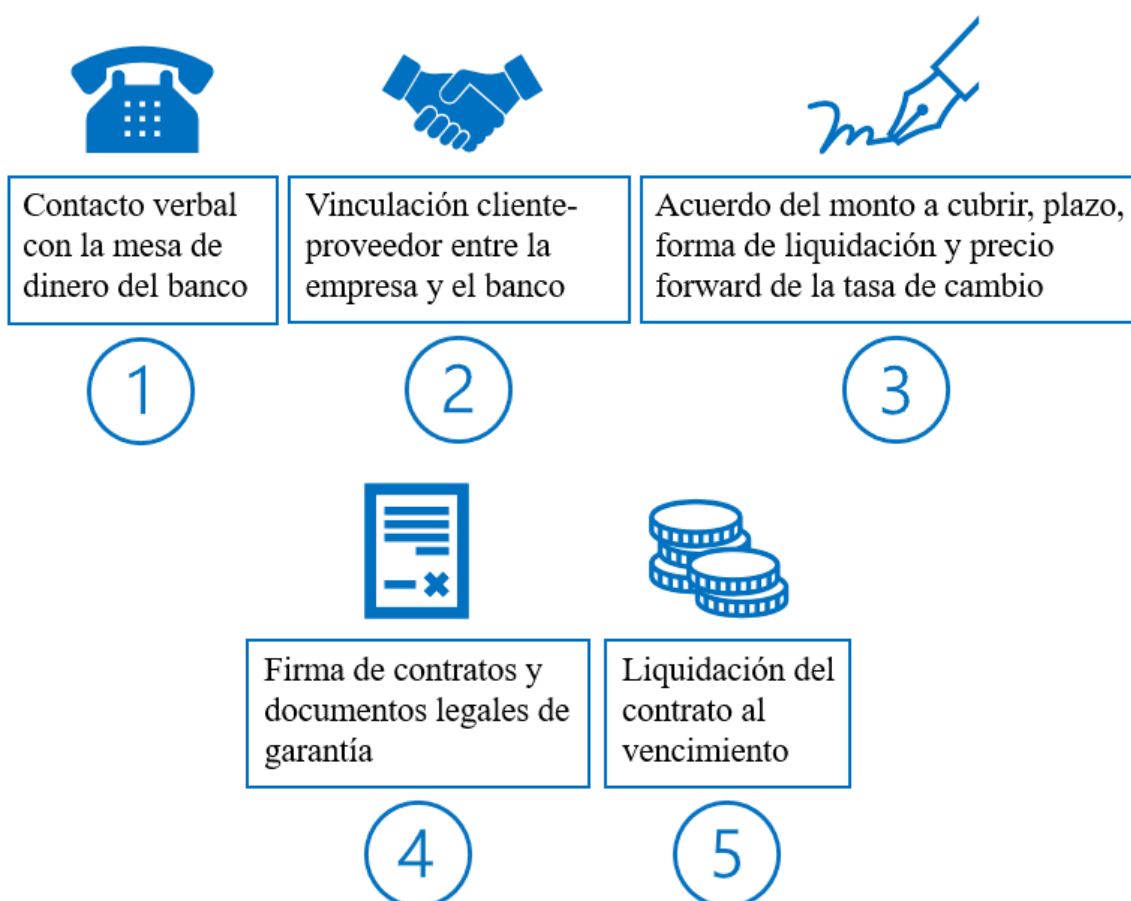 Contacto verbal
con la mesa de
dinero del banco
1
Vinculación cliente-
proveedor entre la
empresa y el banco
2
Acuerdo del monto a cubrir, plazo,
forma de liquidación y precio
forward de la tasa de cambio
3
Firma de contratos y
documentos legales de
garantía
4
Liquidación del
contrato al
vencimiento
5